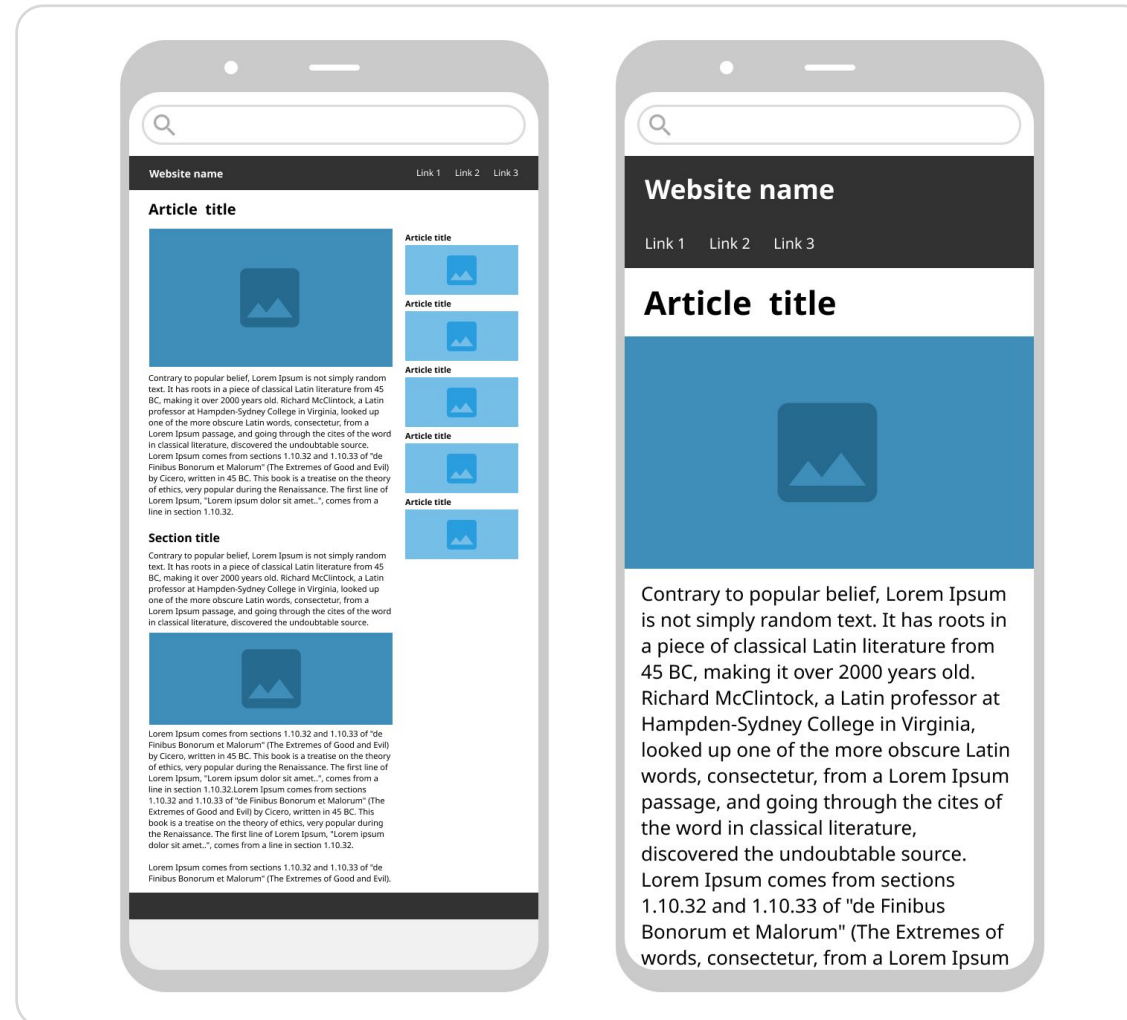 Website name
Link 1 Link 2 Link 3
Article title
Contrary to popular belief, Lorem Ipsum is not simply random
text. It has roots in a piece of classical Latin literature from 45
BC, making it over 2000 years old. Richard McClintock, a Latin
professor at Hampden-Sydney College in Virginia, looked up
one of the more obscure Latin words, consectetur, from a
Lorem Ipsum passage, and going through the cites of the word
in classical literature, discovered the undoubtable source.
Lorem Ipsum comes from sections 1.10.32 and 1.10.33 of "de
Finibus Bonorum et Malorum" (The Extremes of Good and Evil)
by Cicero, written in 45 BC. This book is a treatise on the theory
of ethics, very popular during the Renaissance. The first line of
Lorem Ipsum, "Lorem ipsum dolor sit amet..", comes from a
line in section 1.10.32.
Section title
Contrary to popular belief, Lorem Ipsum is not simply random
text. It has roots in a piece of classical Latin literature from 45
BC, making it over 2000 years old. Richard McClintock, a Latin
professor at Hampden-Sydney College in Virginia, looked up
one of the more obscure Latin words, consectetur, from a
Lorem Ipsum passage, and going through the cites of the word
in classical literature, discovered the undoubtable source.
Lorem Ipsum comes from sections 1.10.32 and 1.10.33 of "de
Finibus Bonorum et Malorum" (The Extremes of Good and Evil)
by Cicero, written in 45 BC. This book is a treatise on the theory
of ethics, very popular during the Renaissance. The first line of
Lorem Ipsum, "Lorem ipsum dolor sit amet..", comes from a
line in section 1.10.32.Lorem Ipsum comes from sections
1.10.32 and 1.10.33 of "de Finibus Bonorum et Malorum" (The
Extremes of Good and Evil) by Cicero, written in 45 BC. This
book is a treatise on the theory of ethics, very popular during
the Renaissance. The first line of Lorem Ipsum, "Lorem ipsum
dolor sit amet..", comes from a line in section 1.10.32.
Lorem Ipsum comes from sections 1.10.32 and 1.10.33 of "de
Finibus Bonorum et Malorum" (The Extremes of Good and Evil).
Article title
Article title
Article title
Article title
Article title
Website name
Link 1 Link 2 Link 3
Article title
Contrary to popular belief, Lorem Ipsum
is not simply random text. It has roots in
a piece of classical Latin literature from
45 BC, making it over 2000 years old.
Richard McClintock, a Latin professor at
Hampden-Sydney College in Virginia,
looked up one of the more obscure Latin
words, consectetur, from a Lorem Ipsum
passage, and going through the cites of
the word in classical literature,
discovered the undoubtable source.
Lorem Ipsum comes from sections
1.10.32 and 1.10.33 of "de Finibus
Bonorum et Malorum" (The Extremes of
words, consectetur, from a Lorem Ipsum